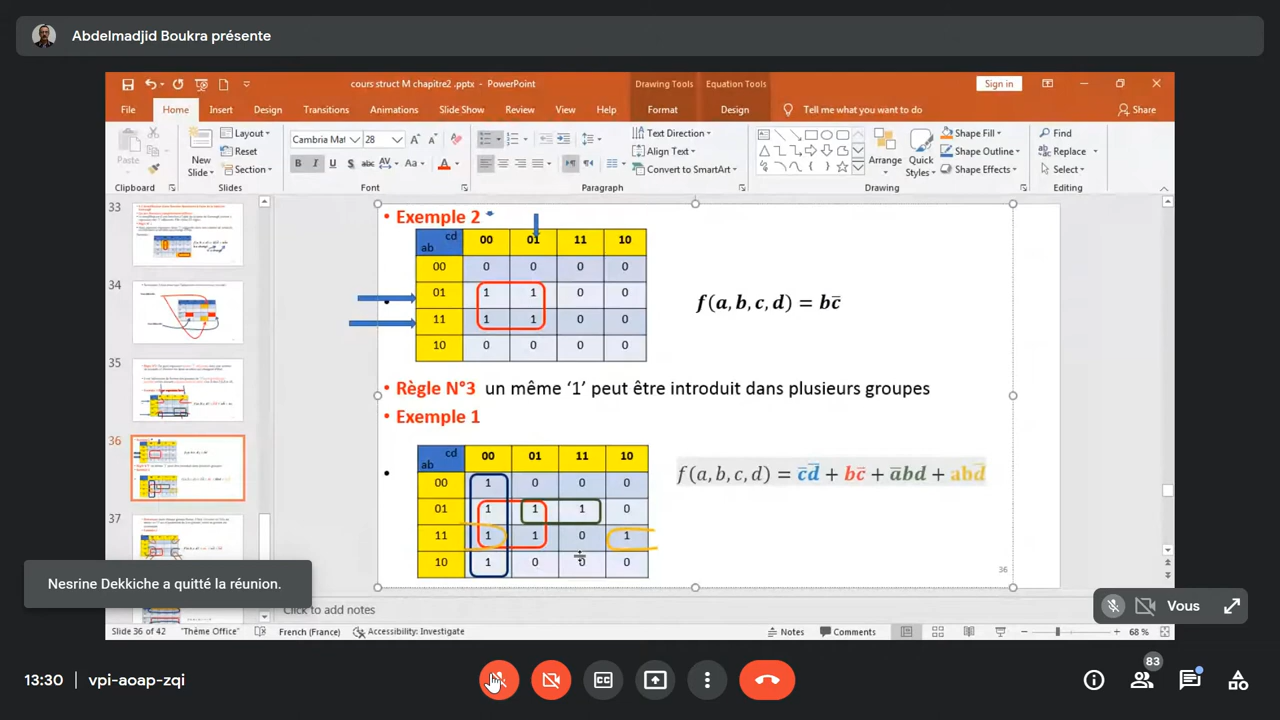 Abdelmadjid Boukra présente
cours struct M chapitre2 .pptx - PowerPoint
Drawing Tools
Equation Tools
Sign in
File Home Insert Design Transitions Animations Slide Show Review View Help Format Design Tell me what you want to do Share
Paste
New Slide
Layout
Reset
Section
Cambria Mat 28
B I U S abc AV Aa A
Text Direction
Align Text
Convert to SmartArt
Arrange
Quick Styles
Shape Fill
Shape Outline
Shape Effects
Find
Replace
Select
Clipboard Slides Font Paragraph Drawing Editing
33
34
35
36
37
• Exemple 2
cd
ab 00 01 11 10
00 0 0 0 0
01 1 1 0 0
11 1 1 0 0
10 0 0 0 0
f(a, b, c, d) = bc̅
• Règle N°3 un même ‘1’ peut être introduit dans plusieurs groupes
• Exemple 1
cd
ab 00 01 11 10
00 1 0 0 0
01 1 1 1 0
11 1 1 0 1
10 1 0 0 0
f(a, b, c, d) = c̅d̅ + bc̅ + a̅bd + abd̅
36
Nesrine Dekkiche a quitté la réunion.
Click to add notes
Vous
Slide 36 of 42 "Thème Office" French (France) Accessibility: Investigate Notes Comments 68 %
13:30 | vpi-aoap-zqi
83